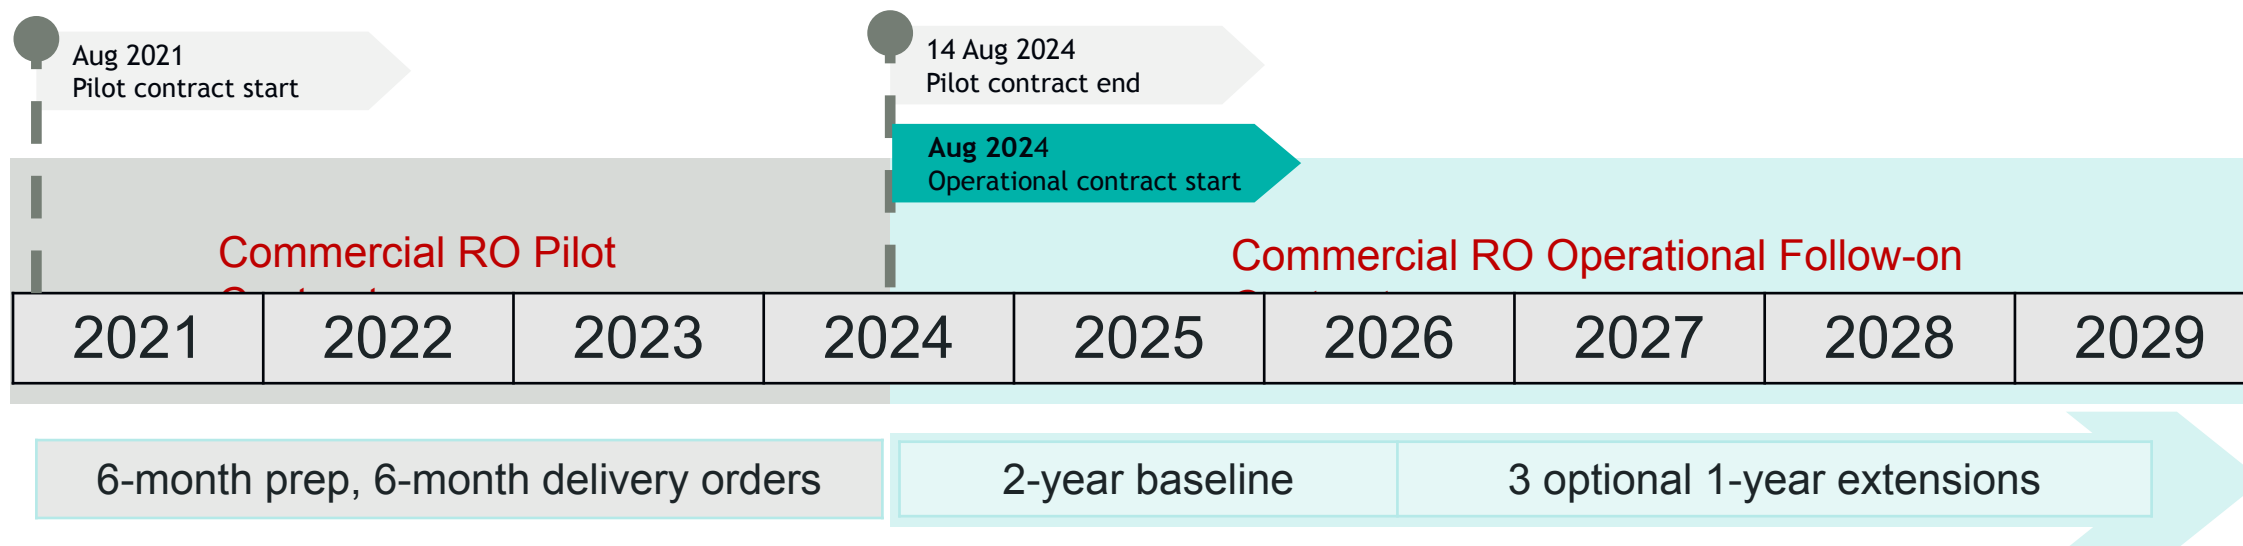 Aug 2021
Pilot contract start
14 Aug 2024
Pilot contract end
Aug 2024
Operational contract start
Commercial RO Pilot
Commercial RO Operational Follow-on
2021 2022 2023 2024 2025 2026 2027 2028 2029
6-month prep, 6-month delivery orders
2-year baseline
3 optional 1-year extensions